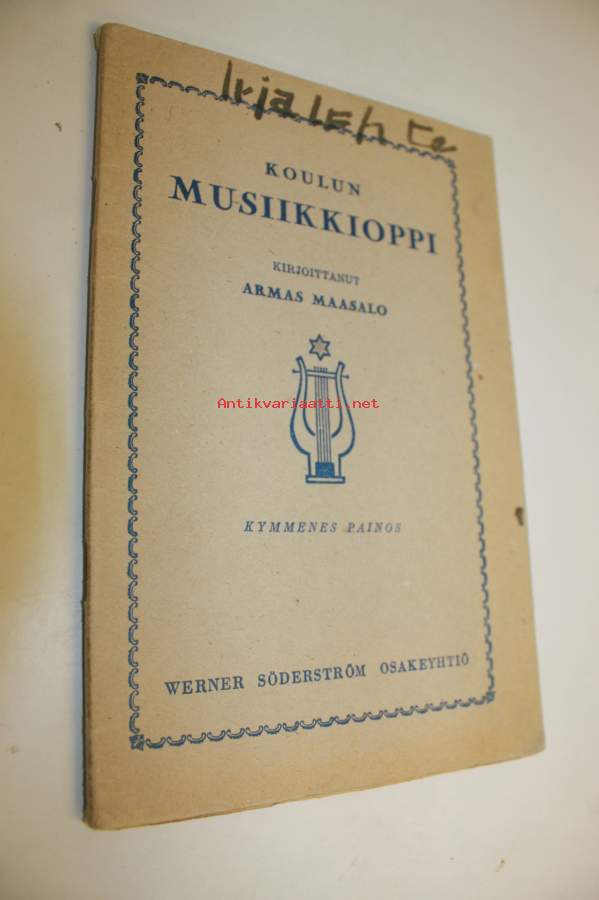 KOULUN
MUSIIKKIOPPI
KIRJOITTANUT
ARMAS MAASALO
Antikvariaatti.net
KYMMENES PAINOS
WERNER SÖDERSTRÖM OSAKEYHTIÖ